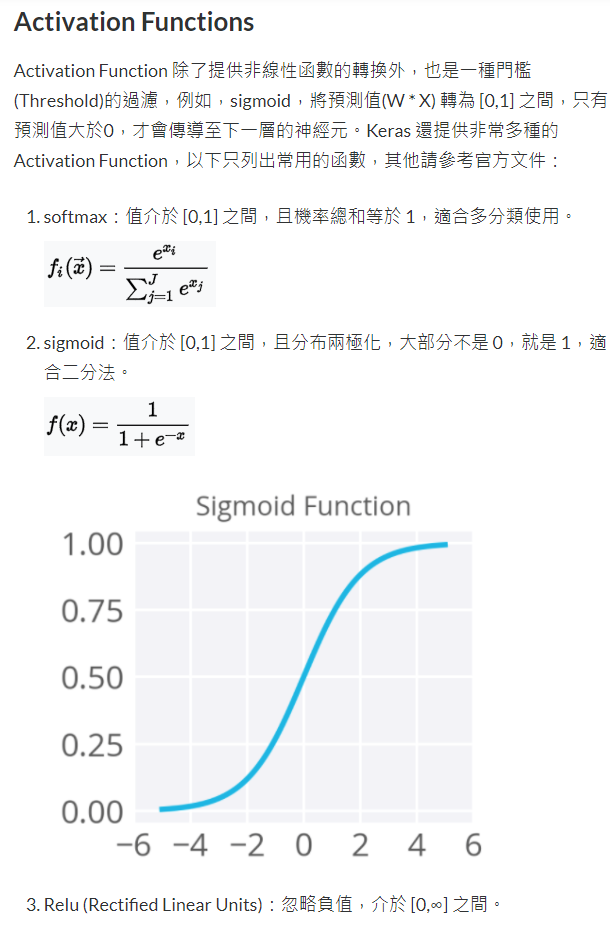 Activation Functions
Activation Function 除了提供非線性函數的轉換外，也是一種門檻
(Threshold)的過濾，例如，sigmoid，將預測值(W * X) 轉為 [0,1] 之間，只有
預測值大於0，才會傳導至下一層的神經元。Keras 還提供非常多種的
Activation Function，以下只列出常用的函數，其他請參考官方文件：
1. softmax：值介於 [0,1] 之間，且機率總和等於 1，適合多分類使用。
fᵢ(x⃗) = e^{xᵢ} / ∑_{j=1}^{J} e^{xⱼ}
2. sigmoid：值介於 [0,1] 之間，且分布兩極化，大部分不是 0，就是 1，適
合二分法。
f(x) = 1 / (1 + e^{−x})
Sigmoid Function
1.00
0.75
0.50
0.25
0.00
−6 −4 −2 0 2 4 6
3. Relu (Rectified Linear Units)：忽略負值，介於 [0,∞] 之間。